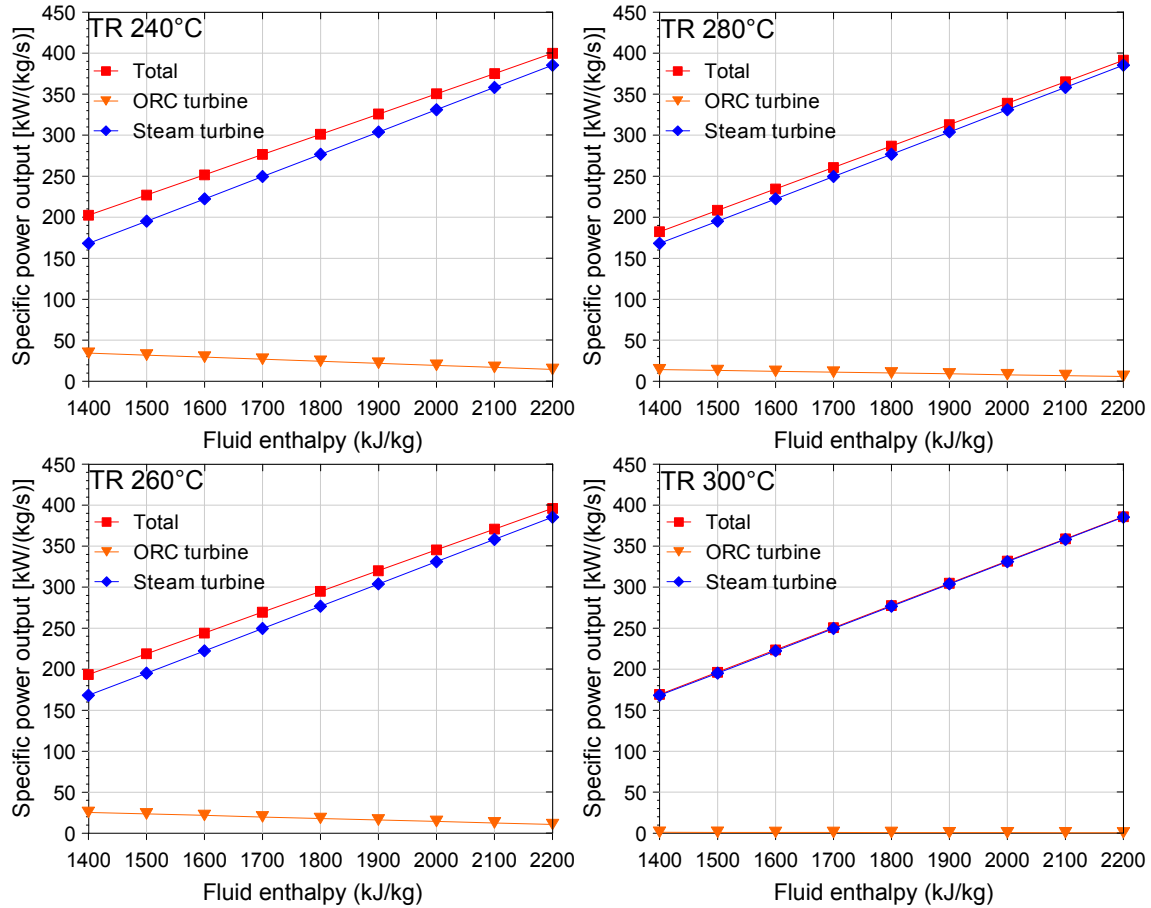 TR 240°C
Total
ORC turbine
Steam turbine
Specific power output [kW/(kg/s)]
450
400
350
300
250
200
150
100
50
0
1400 1500 1600 1700 1800 1900 2000 2100 2200
Fluid enthalpy (kJ/kg)
TR 280°C
Total
ORC turbine
Steam turbine
Specific power output [kW/(kg/s)]
450
400
350
300
250
200
150
100
50
0
1400 1500 1600 1700 1800 1900 2000 2100 2200
Fluid enthalpy (kJ/kg)
TR 260°C
Total
ORC turbine
Steam turbine
Specific power output [kW/(kg/s)]
450
400
350
300
250
200
150
100
50
0
1400 1500 1600 1700 1800 1900 2000 2100 2200
Fluid enthalpy (kJ/kg)
TR 300°C
Total
ORC turbine
Steam turbine
Specific power output [kW/(kg/s)]
450
400
350
300
250
200
150
100
50
0
1400 1500 1600 1700 1800 1900 2000 2100 2200
Fluid enthalpy (kJ/kg)